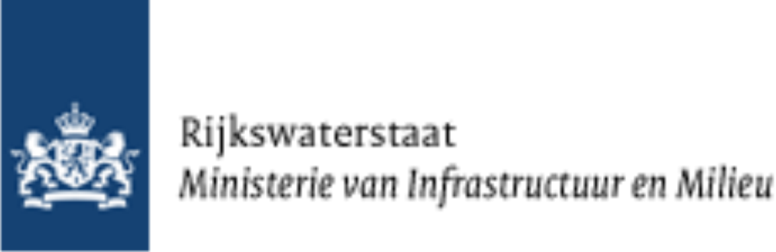 Rijkswaterstaat
Ministerie van Infrastructuur en Milieu